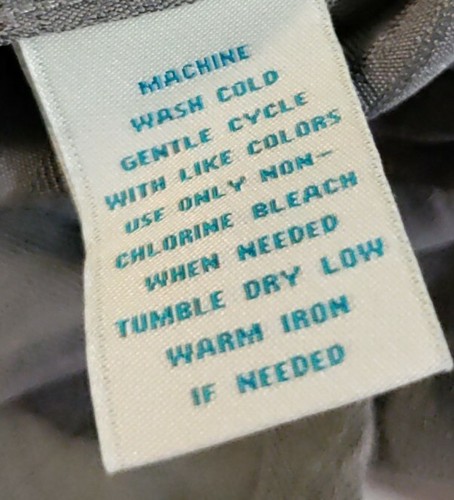 MACHINE
WASH COLD
GENTLE CYCLE
WITH LIKE COLORS
USE ONLY NON-
CHLORINE BLEACH
WHEN NEEDED
TUMBLE DRY LOW
WARM IRON
IF NEEDED